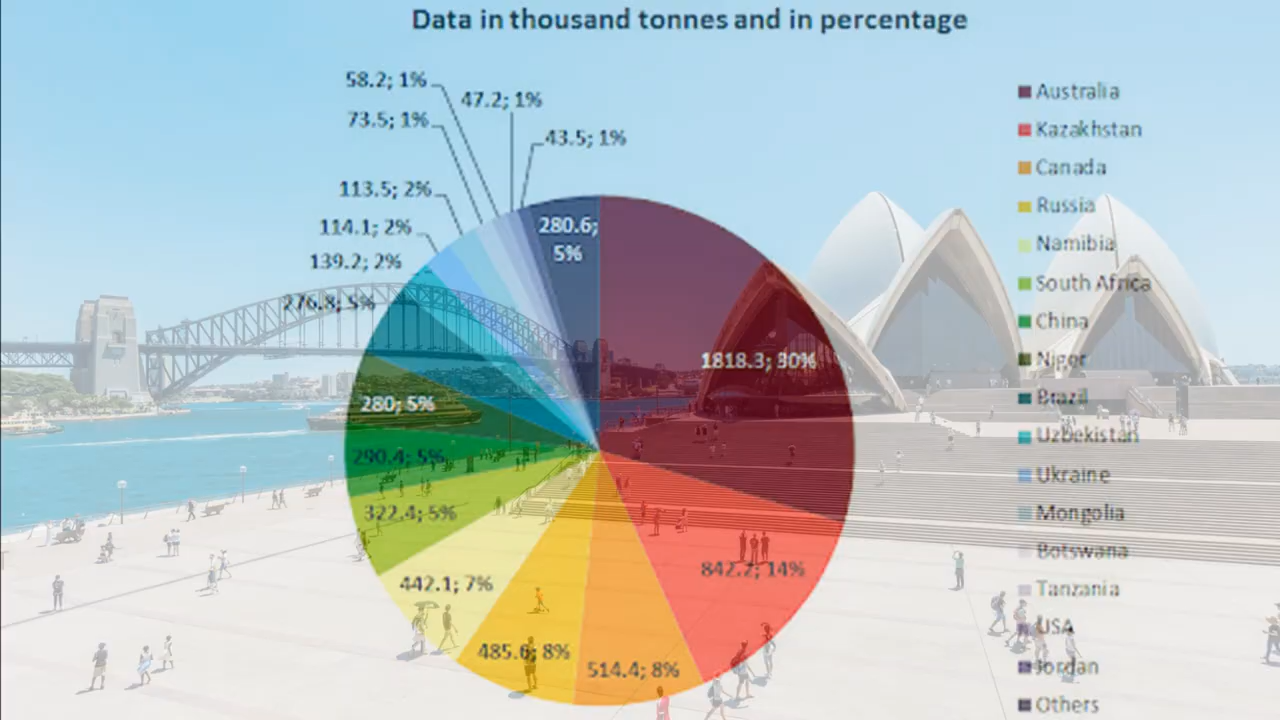 Data in thousand tonnes and in percentage
58.2; 1%
47.2; 1%
73.5; 1%
43.5; 1%
113.5; 2%
114.1; 2%
139.2; 2%
276.8; 5%
280.6;
5%
1818.3; 30%
280; 5%
290.4; 5%
322.4; 5%
442.1; 7%
485.6; 8%
514.4; 8%
842.2; 14%
Australia
Kazakhstan
Canada
Russia
Namibia
South Africa
China
Niger
Brazil
Uzbekistan
Ukraine
Mongolia
Botswana
Tanzania
USA
Jordan
Others